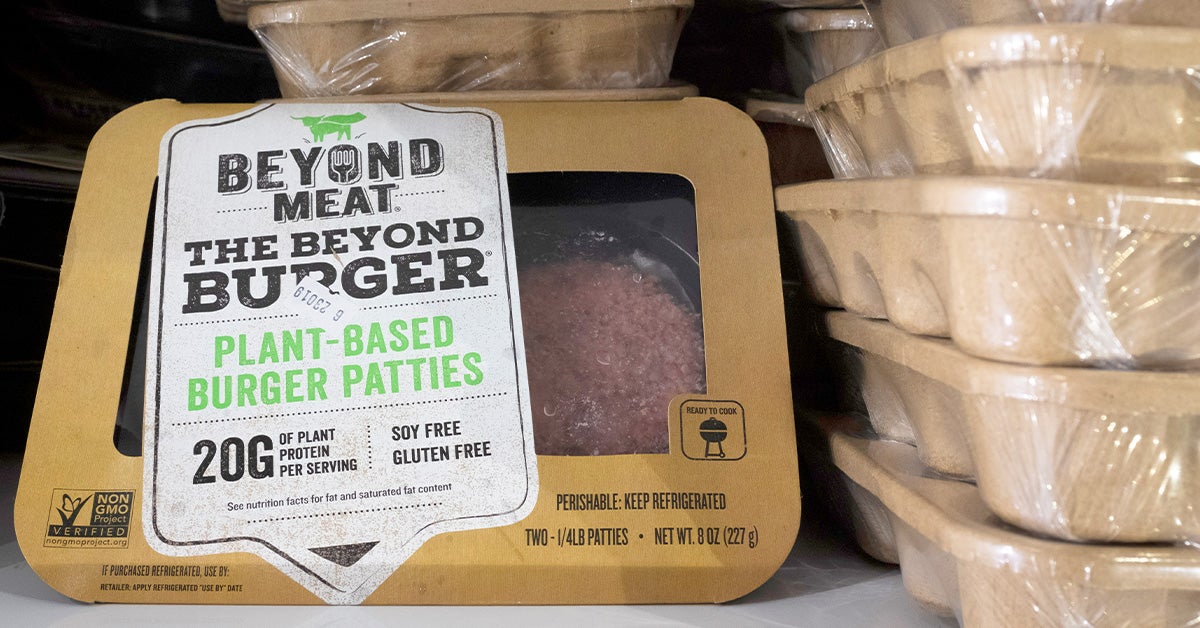 BEYOND
MEAT®
THE BEYOND
BURGER®
623019
PLANT-BASED
BURGER PATTIES
20G OF PLANT
PROTEIN
PER SERVING
SOY FREE
GLUTEN FREE
See nutrition facts for fat and saturated fat content
READY TO COOK
NON
GMO
Project
VERIFIED
nongmoproject.org
PERISHABLE: KEEP REFRIGERATED
TWO - 1/4LB PATTIES • NET WT. 8 OZ (227 g)
IF PURCHASED REFRIGERATED, USE BY:
RETAILER: APPLY REFRIGERATED "USE BY" DATE